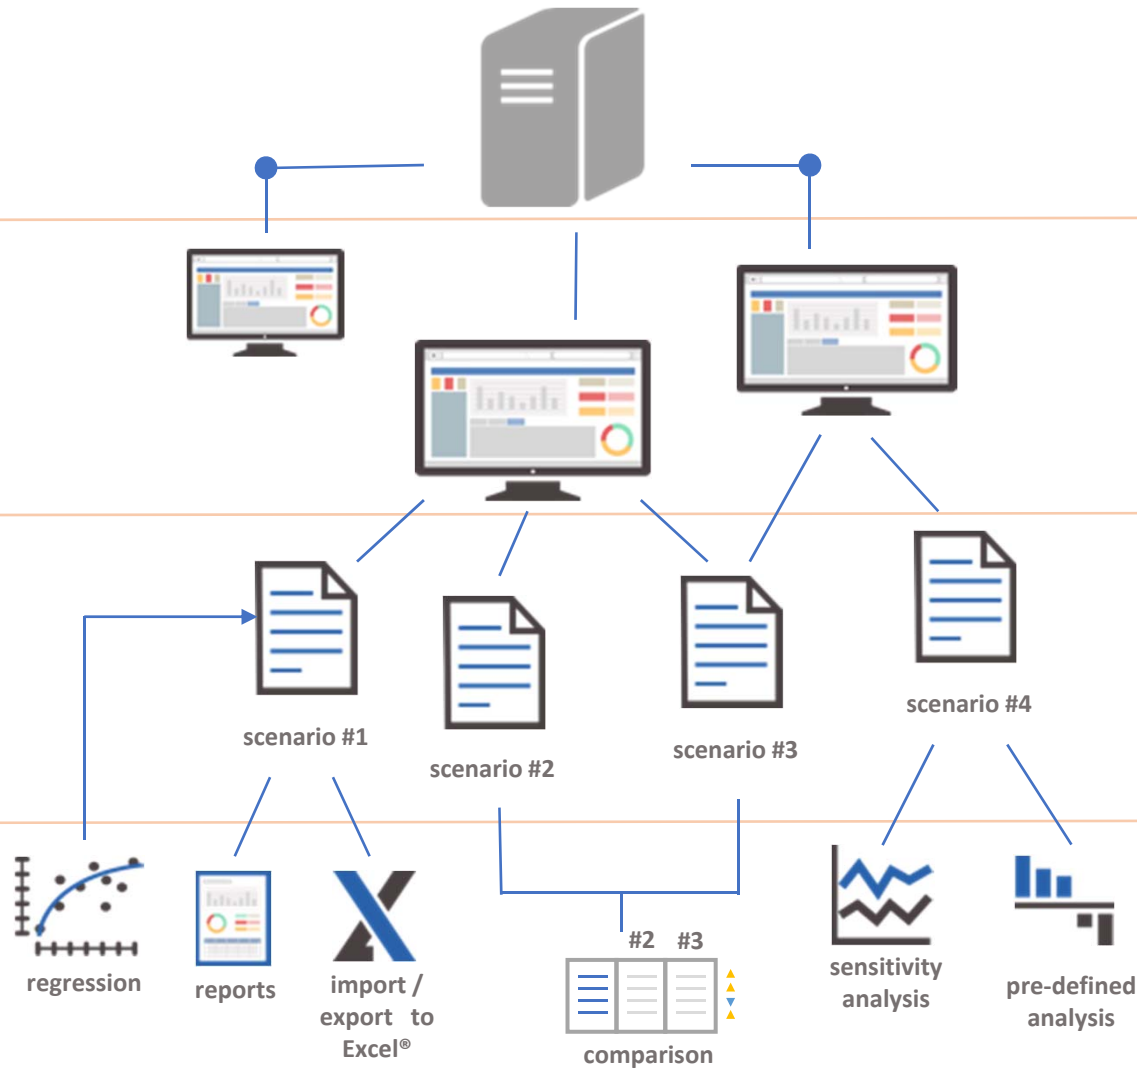 scenario #1
scenario #2
scenario #3
scenario #4
regression
reports
import /
export to
Excel®
#2 #3
comparison
sensitivity
analysis
pre-defined
analysis